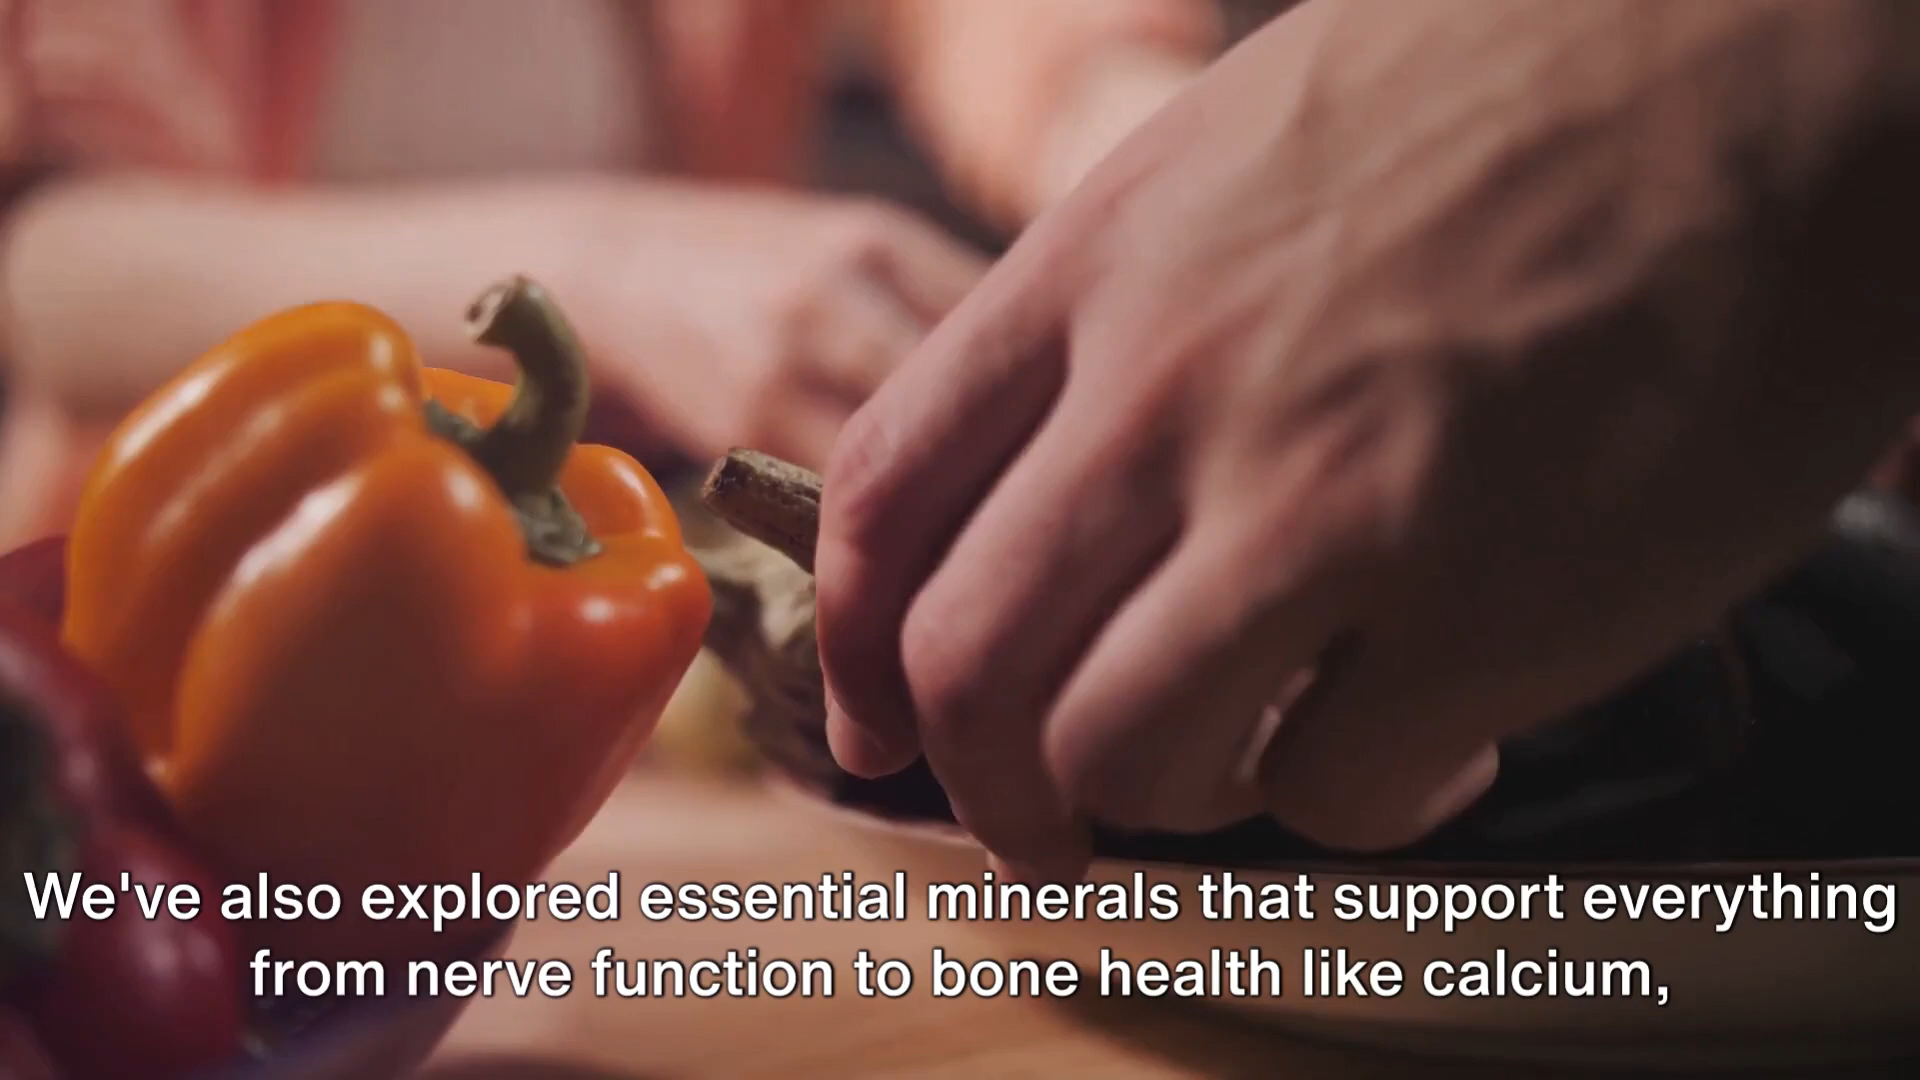 We've also explored essential minerals that support everything
from nerve function to bone health like calcium,